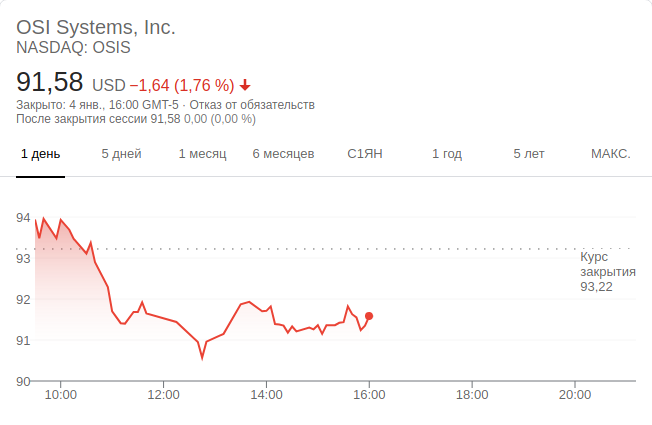 OSI Systems, Inc.
NASDAQ: OSIS
91,58 USD −1,64 (1,76 %)
Закрыто: 4 янв., 16:00 GMT-5 · Отказ от обязательств
После закрытия сессии 91,58 0,00 (0,00 %)
1 день 5 дней 1 месяц 6 месяцев С1ЯН 1 год 5 лет МАКС.
94
93
92
91
90
Курс
закрытия
93,22
10:00 12:00 14:00 16:00 18:00 20:00